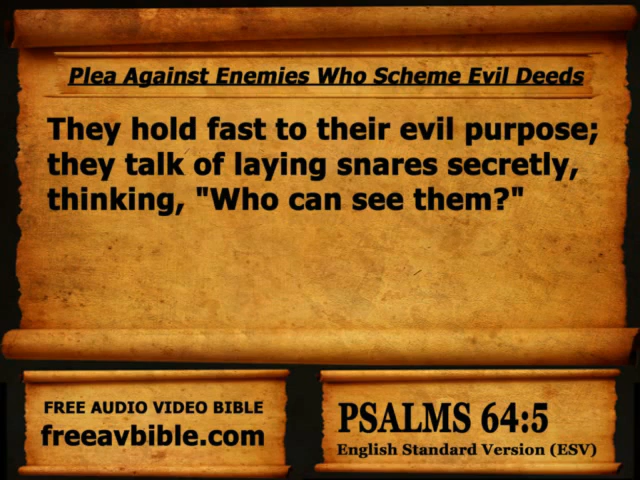 Plea Against Enemies Who Scheme Evil Deeds
They hold fast to their evil purpose;
they talk of laying snares secretly,
thinking, "Who can see them?"
FREE AUDIO VIDEO BIBLE
freeavbible.com
PSALMS 64:5
English Standard Version (ESV)